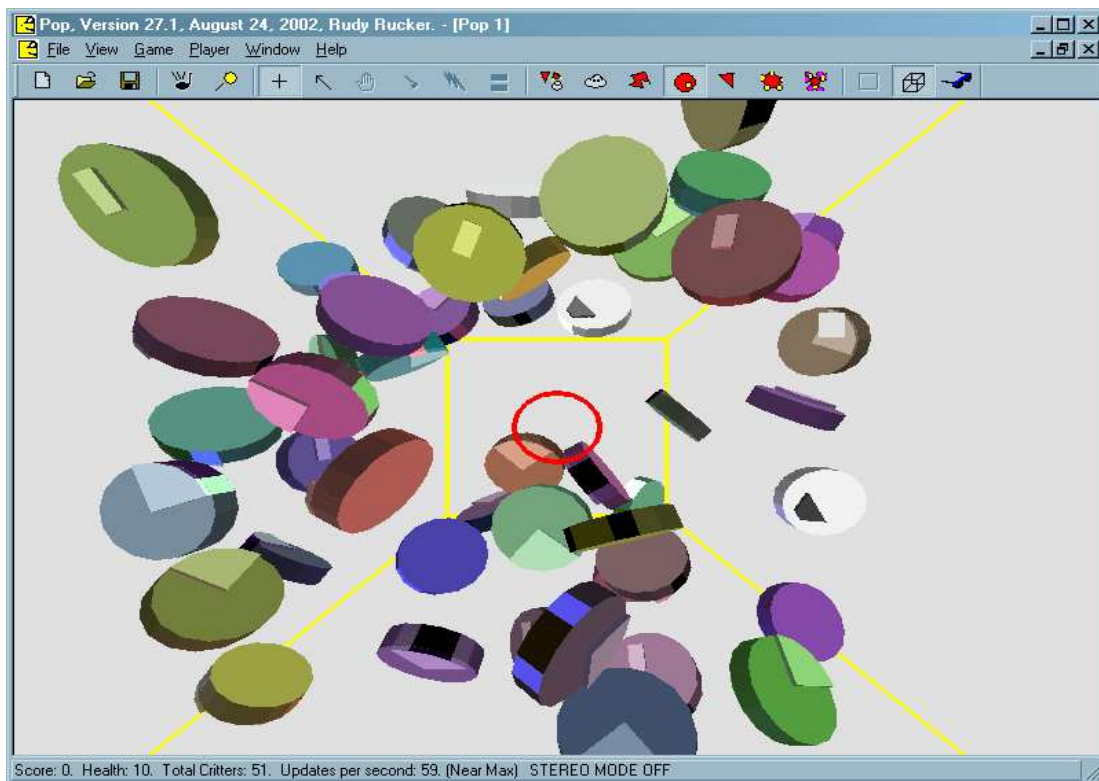 Pop, Version 27.1, August 24, 2002, Rudy Rucker. - [Pop 1]
File View Game Player Window Help
Score: 0. Health: 10. Total Critters: 51. Updates per second: 59. (Near Max) STEREO MODE OFF